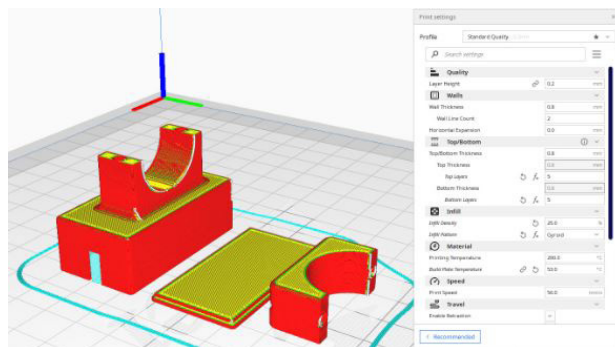 Print settings
Profile Standard Quality
Search settings
Quality
Layer Height 0.2 mm
Walls
Wall Thickness 0.8 mm
Wall Line Count 2
Horizontal Expansion 0.0 mm
Top/Bottom
Top/Bottom Thickness 0.8 mm
Top Thickness 0.8 mm
Top Layers 5
Bottom Thickness 0.8 mm
Bottom Layers 5
Infill
Infill Density 20.0 %
Infill Pattern Gyroid
Material
Printing Temperature 200.0 °C
Build Plate Temperature 50.0 °C
Speed
Print Speed 50.0
Travel
Enable Retraction
Recommended